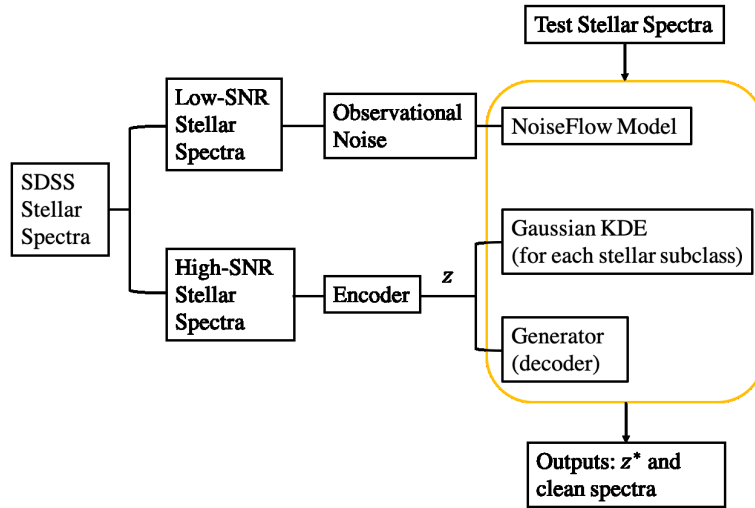 Test Stellar Spectra
Low-SNR
Stellar
Spectra
Observational
Noise
NoiseFlow Model
SDSS
Stellar
Spectra
Gaussian KDE
(for each stellar subclass)
High-SNR
Stellar
Spectra
Encoder
z
Generator
(decoder)
Outputs: z* and
clean spectra